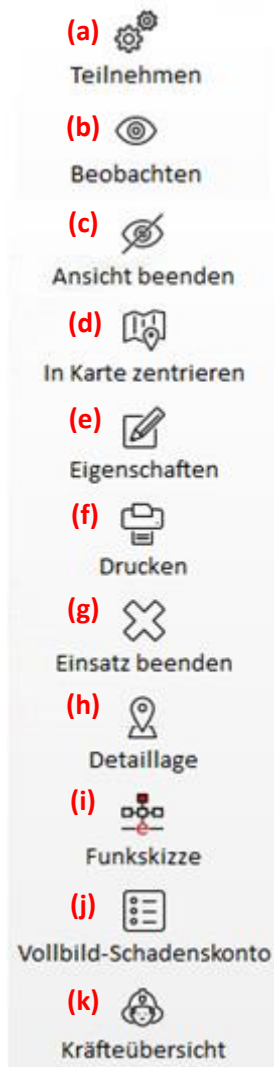 (a)
Teilnehmen
(b)
Beobachten
(c)
Ansicht beenden
(d)
In Karte zentrieren
(e)
Eigenschaften
(f)
Drucken
(g)
Einsatz beenden
(h)
Detaillage
(i)
e
Funkskizze
(j)
Vollbild-Schadenskonto
(k)
Kräfteübersicht